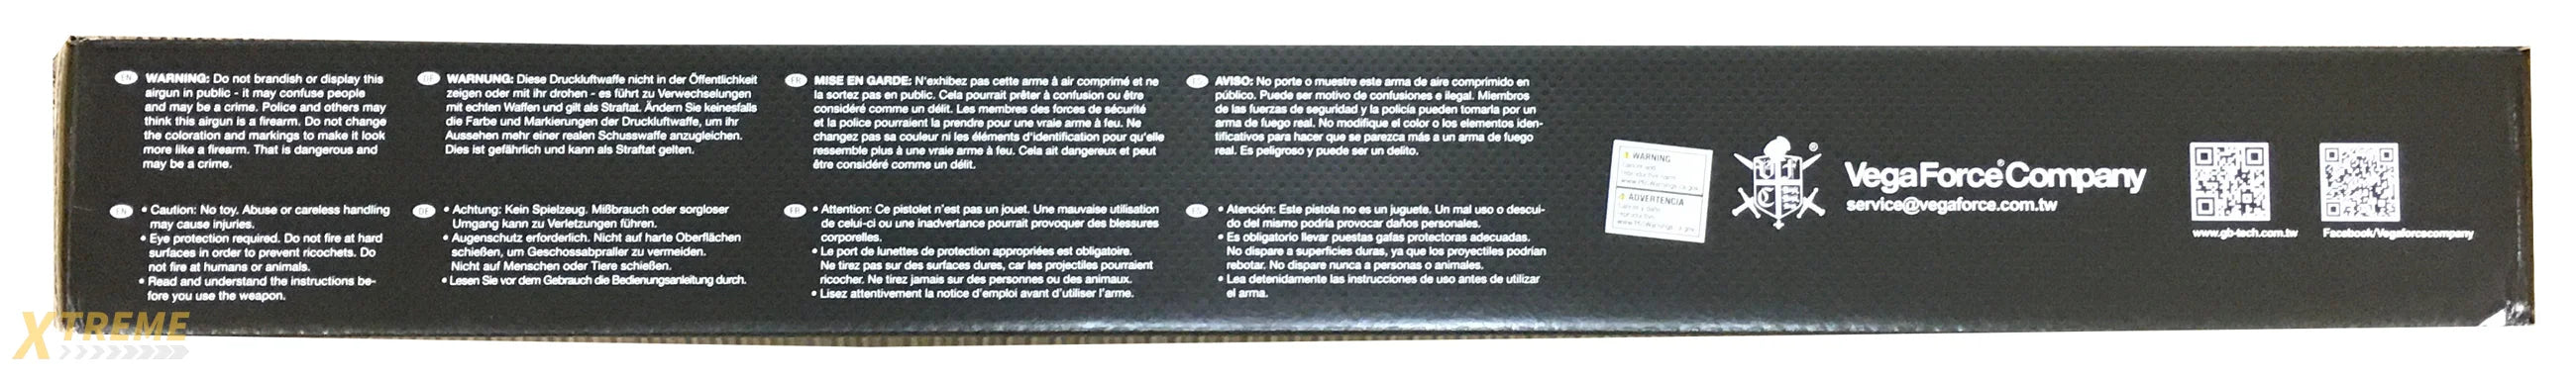 EN WARNING: Do not brandish or display this
airgun in public - it may confuse people
and may be a crime. Police and others may
think this airgun is a firearm. Do not change
the coloration and markings to make it look
more like a firearm. That is dangerous and
may be a crime.
DE WARNUNG: Diese Druckluftwaffe nicht in der Öffentlichkeit
zeigen oder mit ihr drohen - es führt zu Verwechselungen
mit echten Waffen und gilt als Straftat. Ändern Sie keinesfalls
die Farbe und Markierungen der Druckluftwaffe, um ihr
Aussehen mehr einer realen Schusswaffe anzugleichen.
Dies ist gefährlich und kann als Straftat gelten.
FR MISE EN GARDE: N'exhibez pas cette arme à air comprimé et ne
la sortez pas en public. Cela pourrait prêter à confusion ou être
considéré comme un délit. Les membres des forces de sécurité
et la police pourraient la prendre pour une vraie arme à feu. Ne
changez pas sa couleur ni les éléments d'identification pour qu'elle
ressemble plus à une vraie arme à feu. Cela ait dangereux et peut
être considéré comme un délit.
AVISO: No porte o muestre este arma de aire comprimido en
público. Puede ser motivo de confusiones e ilegal. Miembros
de las fuerzas de seguridad y la policía pueden tomarla por un
arma de fuego real. No modifique el color o los elementos iden-
tificativos para hacer que se parezca más a un arma de fuego
real. Es peligroso y puede ser un delito.
EN • Caution: No toy. Abuse or careless handling
may cause injuries.
• Eye protection required. Do not fire at hard
surfaces in order to prevent ricochets. Do
not fire at humans or animals.
• Read and understand the instructions be-
fore you use the weapon.
DE • Achtung: Kein Spielzeug. Mißbrauch oder sorgloser
Umgang kann zu Verletzungen führen.
• Augenschutz erforderlich. Nicht auf harte Oberflächen
schießen, um Geschossabpraller zu vermeiden.
Nicht auf Menschen oder Tiere schießen.
• Lesen Sie vor dem Gebrauch die Bedienungsanleitung durch.
FR • Attention: Ce pistolet n'est pas un jouet. Une mauvaise utilisation
de celui-ci ou une inadvertance pourrait provoquer des blessures
corporelles.
• Le port de lunettes de protection appropriées est obligatoire.
Ne tirez pas sur des surfaces dures, car les projectiles pourraient
ricocher. Ne tirez jamais sur des personnes ou des animaux.
• Lisez attentivement la notice d'emploi avant d'utiliser l'arme.
ES • Atención: Este pistola no es un juguete. Un mal uso o descui-
do del mismo podría provocar daños personales.
• Es obligatorio llevar puestas gafas protectoras adecuadas.
No dispare a superficies duras, ya que los proyectiles podrían
rebotar. No dispare nunca a personas o animales.
• Lea detenidamente las instrucciones de uso antes de utilizar
el arma.
WARNING
ADVERTENCIA
V f C
VegaForce®Company
service@vegaforce.com.tw
www.gb-tech.com.tw
Facebook/Vegaforcecompany
XTREME